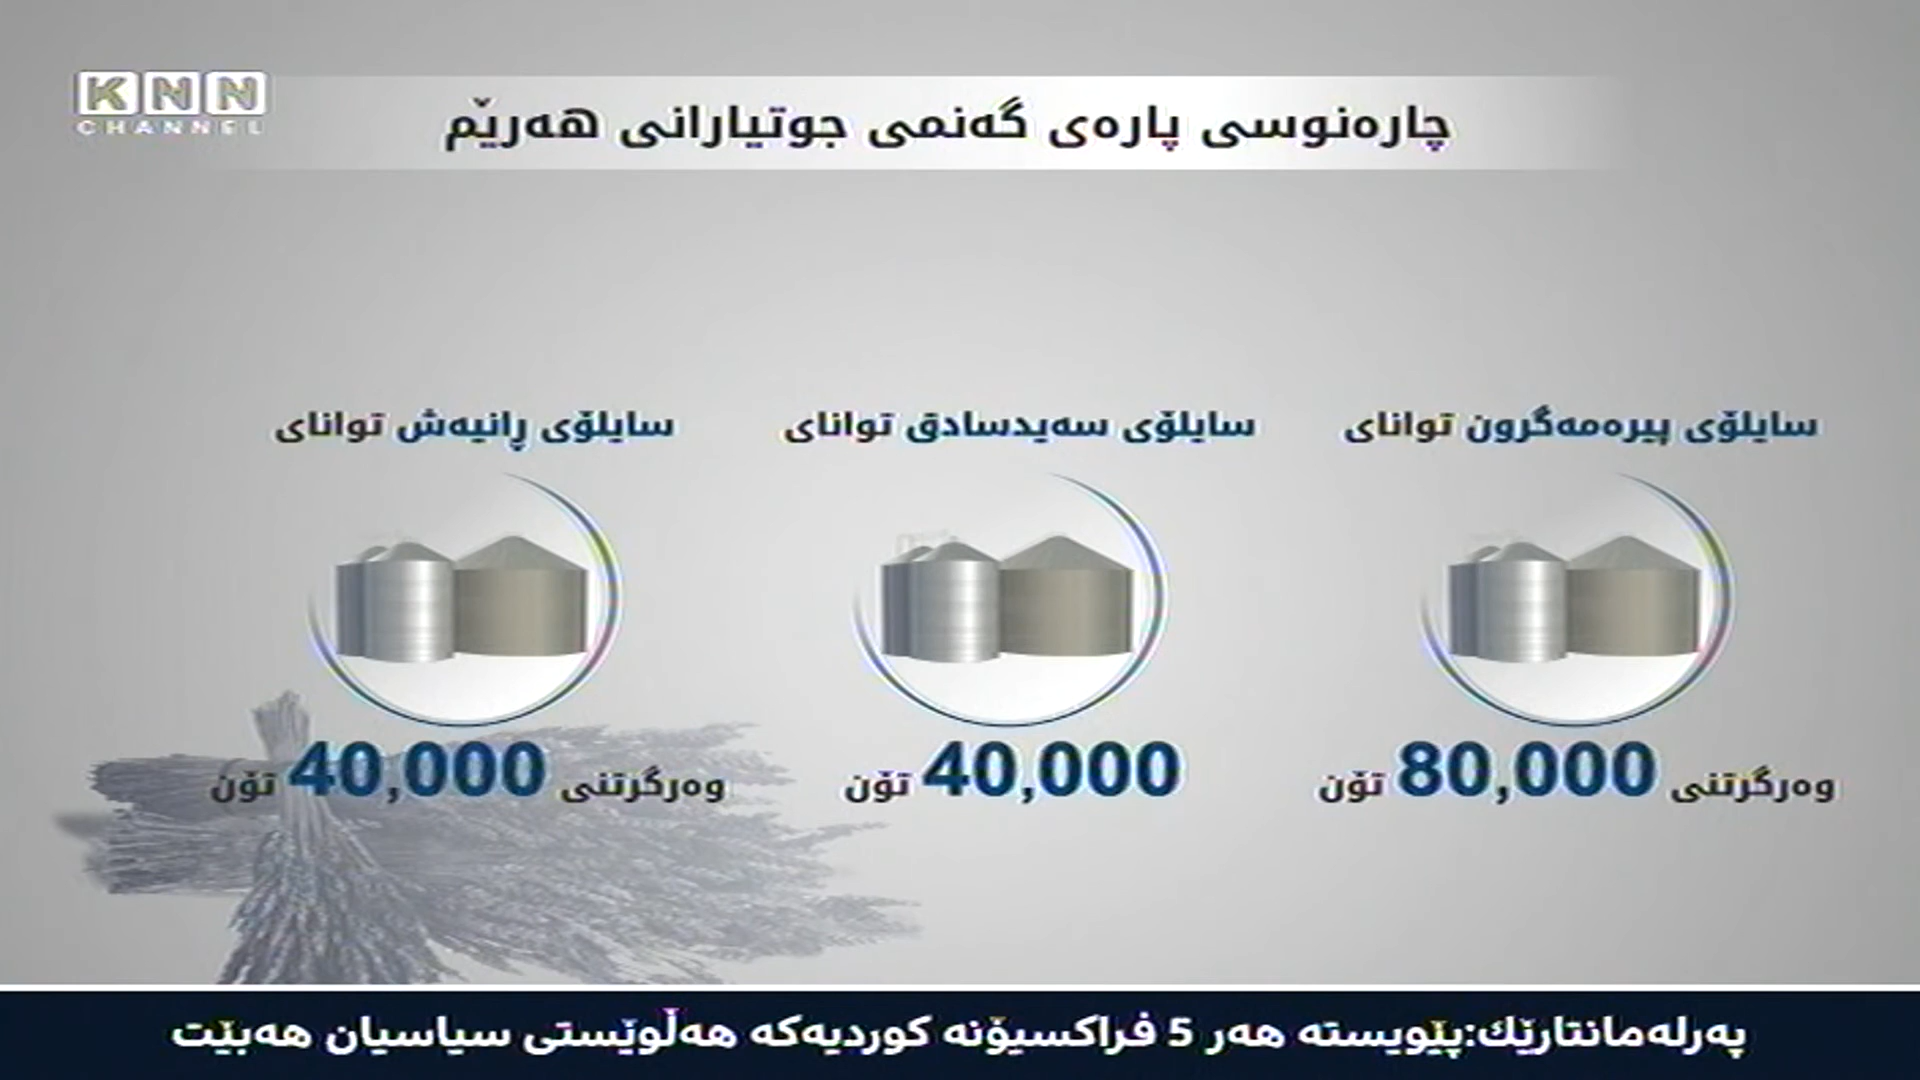 KNN
CHANNEL
چارەنوسی پارەی گەنمی جوتیارانی هەرێم
سایلۆی پیرەمەگرون توانای
وەرگرتنی 80,000 تۆن
سایلۆی سەیدسادق توانای
40,000 تۆن
سایلۆی ڕانیەش توانای
وەرگرتنی 40,000 تۆن
پەرلەمانتارێك:پێویستە هەر 5 فراکسیۆنە کوردیەکە هەڵوێستی سیاسیان هەبێت